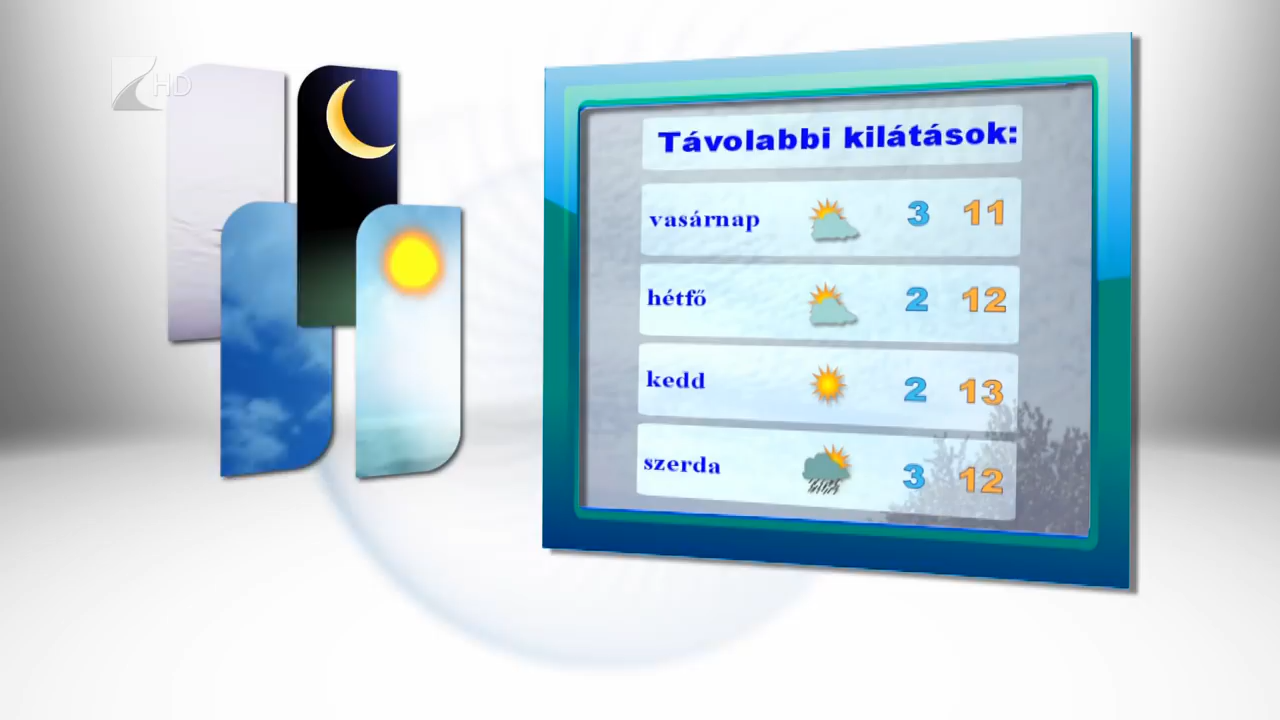 HD
Távolabbi kilátások:
vasárnap 3 11
hétfő 2 12
kedd 2 13
szerda 3 12